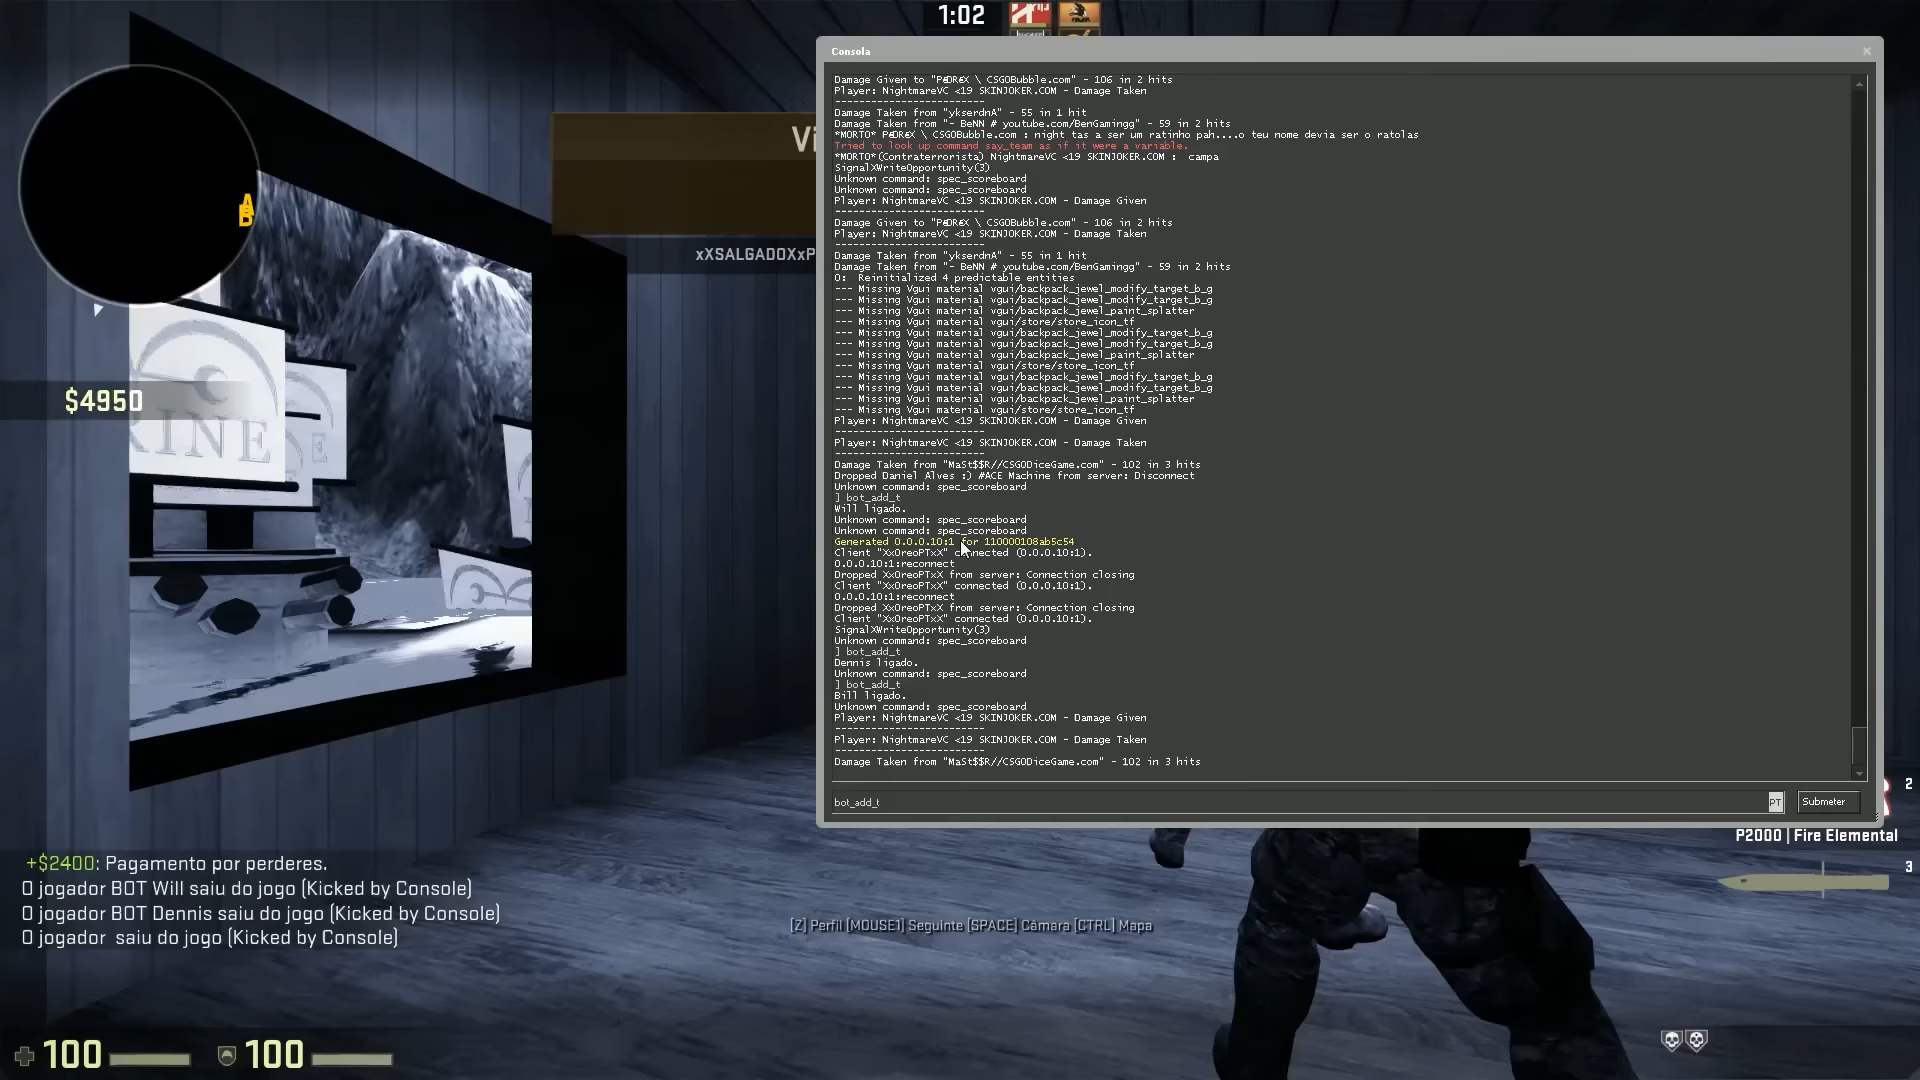 1:02
Consola
Damage Given to "PeDReX \ CSGOBubble.com" - 106 in 2 hits
Player: NightmareVC <19 SKINJOKER.COM - Damage Taken
-------------------------
Damage Taken from "ykserdnA" - 55 in 1 hit
Damage Taken from "- BeNN # youtube.com/BenGamingg" - 59 in 2 hits
*MORTO* PeDReX \ CSGOBubble.com : night tas a ser um ratinho pah....o teu nome devia ser o ratolas
Tried to look up command say_team as if it were a variable.
*MORTO*(Contraterrorista) NightmareVC <19 SKINJOKER.COM :  campa
SignalXWriteOpportunity(3)
Unknown command: spec_scoreboard
Unknown command: spec_scoreboard
Player: NightmareVC <19 SKINJOKER.COM - Damage Given
-------------------------
Damage Given to "PeDReX \ CSGOBubble.com" - 106 in 2 hits
Player: NightmareVC <19 SKINJOKER.COM - Damage Taken
-------------------------
Damage Taken from "ykserdnA" - 55 in 1 hit
Damage Taken from "- BeNN # youtube.com/BenGamingg" - 59 in 2 hits
0:  Reinitialized 4 predictable entities
--- Missing Vgui material vgui/backpack_jewel_modify_target_b_g
--- Missing Vgui material vgui/backpack_jewel_modify_target_b_g
--- Missing Vgui material vgui/backpack_jewel_paint_splatter
--- Missing Vgui material vgui/store/store_icon_tf
--- Missing Vgui material vgui/backpack_jewel_modify_target_b_g
--- Missing Vgui material vgui/backpack_jewel_modify_target_b_g
--- Missing Vgui material vgui/backpack_jewel_paint_splatter
--- Missing Vgui material vgui/store/store_icon_tf
--- Missing Vgui material vgui/backpack_jewel_modify_target_b_g
--- Missing Vgui material vgui/backpack_jewel_modify_target_b_g
--- Missing Vgui material vgui/backpack_jewel_paint_splatter
--- Missing Vgui material vgui/store/store_icon_tf
Player: NightmareVC <19 SKINJOKER.COM - Damage Given
-------------------------
Player: NightmareVC <19 SKINJOKER.COM - Damage Taken
-------------------------
Damage Taken from "MaSt$$R//CSGODiceGame.com" - 102 in 3 hits
Dropped Daniel Alves :) #ACE Machine from server: Disconnect
Unknown command: spec_scoreboard
] bot_add_t
Will ligado.
Unknown command: spec_scoreboard
Unknown command: spec_scoreboard
Generated 0.0.0.10:1 for 110000108ab5c54
Client "XxOreoPTxX" connected (0.0.0.10:1).
0.0.0.10:1:reconnect
Dropped XxOreoPTxX from server: Connection closing
Client "XxOreoPTxX" connected (0.0.0.10:1).
0.0.0.10:1:reconnect
Dropped XxOreoPTxX from server: Connection closing
Client "XxOreoPTxX" connected (0.0.0.10:1).
SignalXWriteOpportunity(3)
Unknown command: spec_scoreboard
] bot_add_t
Dennis ligado.
Unknown command: spec_scoreboard
] bot_add_t
Bill ligado.
Unknown command: spec_scoreboard
Player: NightmareVC <19 SKINJOKER.COM - Damage Given
-------------------------
Player: NightmareVC <19 SKINJOKER.COM - Damage Taken
-------------------------
Damage Taken from "MaSt$$R//CSGODiceGame.com" - 102 in 3 hits
bot_add_t
PT
Submeter
Vi
xXSALGADOXxP
A
B
$4950
KINE
E
2
P2000 | Fire Elemental
3
+$2400: Pagamento por perderes.
O jogador BOT Will saiu do jogo (Kicked by Console)
O jogador BOT Dennis saiu do jogo (Kicked by Console)
O jogador  saiu do jogo (Kicked by Console)
[Z] Perfil [MOUSE1] Seguinte [SPACE] Câmara [CTRL] Mapa
100
100